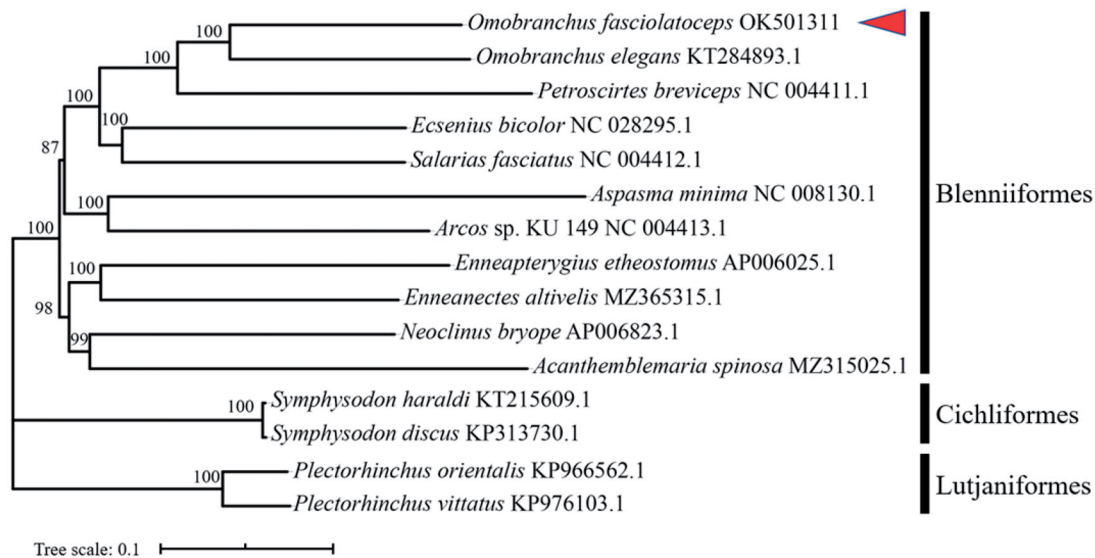 100
Omobranchus fasciolatoceps OK501311
100
Omobranchus elegans KT284893.1
100
Petroscirtes breviceps NC 004411.1
100
Ecsenius bicolor NC 028295.1
87
Salarias fasciatus NC 004412.1
100
Aspasma minima NC 008130.1
Blenniiformes
100
Arcos sp. KU 149 NC 004413.1
100
Enneapterygius etheostomus AP006025.1
98
Enneanectes altivelis MZ365315.1
99
Neoclinus bryope AP006823.1
Acanthemblemaria spinosa MZ315025.1
100
Symphysodon haraldi KT215609.1
Cichliformes
Symphysodon discus KP313730.1
100
Plectorhinchus orientalis KP966562.1
Lutjaniformes
Plectorhinchus vittatus KP976103.1
Tree scale: 0.1